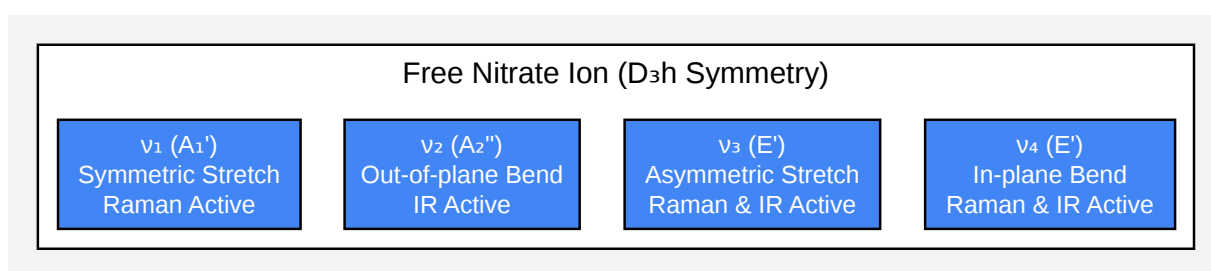 Free Nitrate Ion (D₃h Symmetry)
ν₁ (A₁')
Symmetric Stretch
Raman Active
ν₂ (A₂'')
Out-of-plane Bend
IR Active
ν₃ (E')
Asymmetric Stretch
Raman & IR Active
ν₄ (E')
In-plane Bend
Raman & IR Active